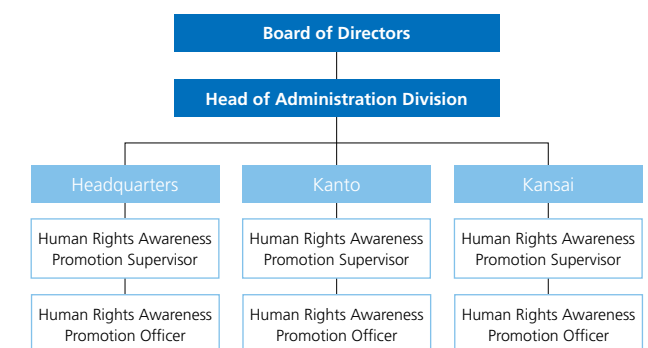 Board of Directors
Head of Administration Division
Headquarters
Kanto
Kansai
Human Rights Awareness
Promotion Supervisor
Human Rights Awareness
Promotion Supervisor
Human Rights Awareness
Promotion Supervisor
Human Rights Awareness
Promotion Officer
Human Rights Awareness
Promotion Officer
Human Rights Awareness
Promotion Officer